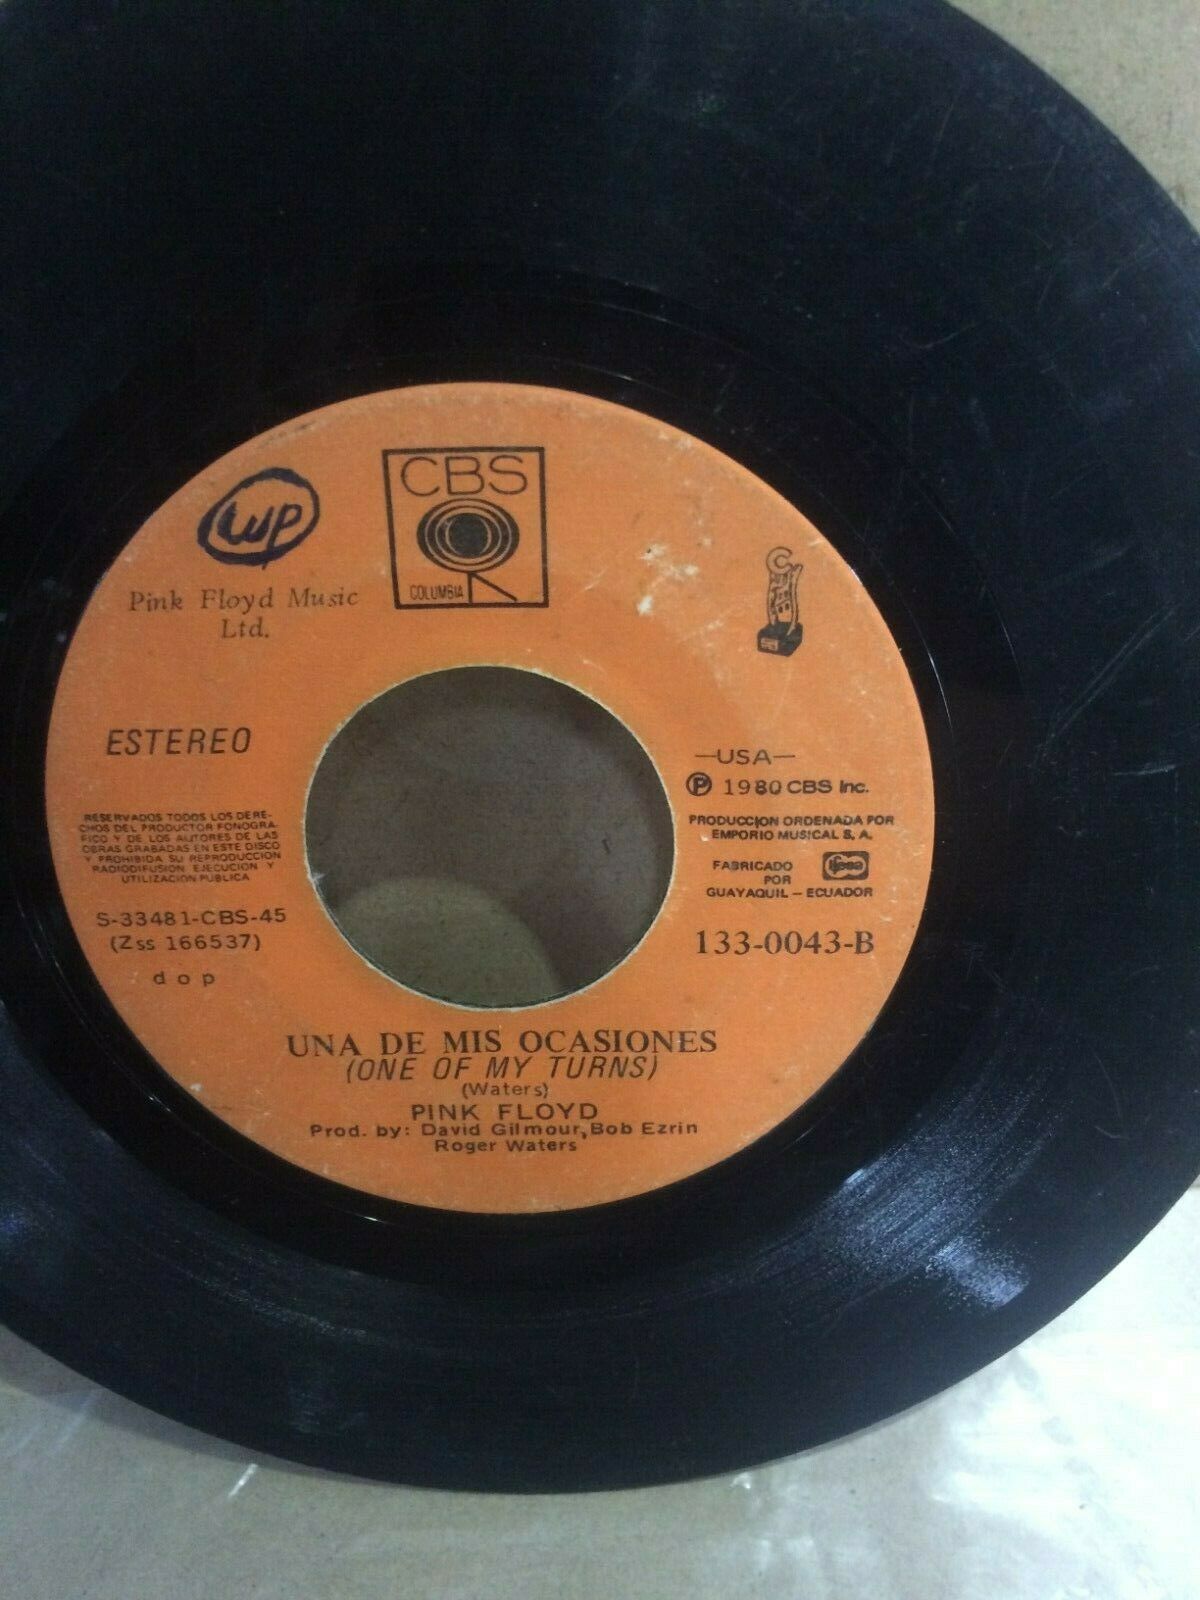 CBS
COLUMBIA
Pink Floyd Music
Ltd.
ESTEREO
RESERVADOS TODOS LOS DERE-
CHOS DEL PRODUCTOR FONOGRA-
FICO Y DE LOS AUTORES DE LAS
OBRAS GRABADAS EN ESTE DISCO
Y PROHIBIDA SU REPRODUCCION
RADIODIFUSION EJECUCION Y
UTILIZACION PUBLICA
S-33481-CBS-45
(Zss 166537)
d o p
—USA—
Ⓟ 1980 CBS Inc.
PRODUCCION ORDENADA POR
EMPORIO MUSICAL S, A.
FABRICADO
POR
ifesa
GUAYAQUIL – ECUADOR
133-0043-B
UNA DE MIS OCASIONES
(ONE OF MY TURNS)
(Waters)
PINK FLOYD
Prod. by: David Gilmour, Bob Ezrin
Roger Waters